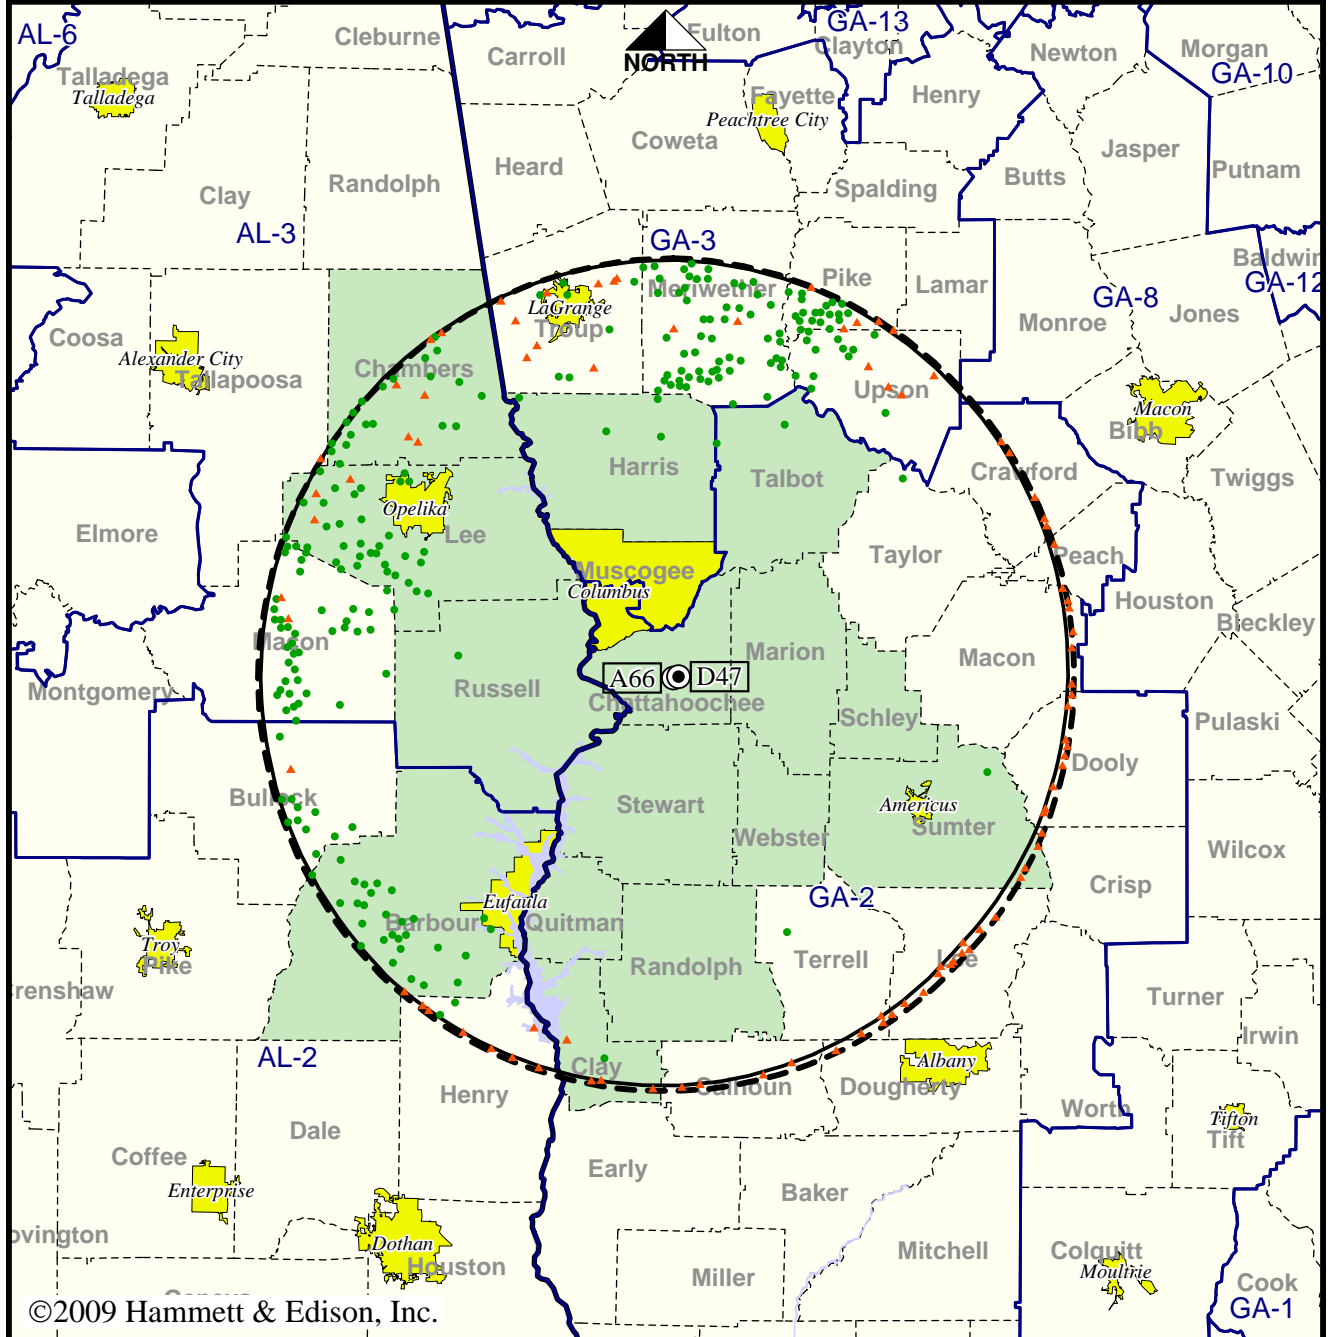 AL-6
Cleburne
Carroll
NORTH
Fulton
GA-13
Clayton
Newton
Morgan
GA-10
Talladega
Talladega
Fayette
Peachtree City
Henry
Coweta
Jasper
Putnam
Heard
Randolph
Clay
Spalding
Butts
AL-3
GA-3
Baldwin
GA-12
Pike
Lamar
GA-8
Jones
Monroe
Meriwether
LaGrange
Troup
Coosa
Alexander City
Tallapoosa
Chambers
Upson
Macon
Bibb
Harris
Talbot
Crawford
Twiggs
Opelika
Lee
Elmore
Taylor
Peach
Muscogee
Columbus
Houston
Bleckley
Macon
Marion
Macon
Montgomery
Russell
A66
D47
Chattahoochee
Schley
Pulaski
Dooly
Bullock
Stewart
Americus
Sumter
Webster
Wilcox
Crisp
GA-2
Eufaula
Barbour
Quitman
Troy
Pike
Randolph
Terrell
Lee
Crenshaw
Turner
Irwin
AL-2
Clay
Calhoun
Albany
Dougherty
Henry
Worth
Tifton
Tift
Dale
Coffee
Early
Baker
Enterprise
ovington
Dothan
Houston
Mitchell
Colquitt
Moultrie
Miller
Cook
GA-1
©2009 Hammett & Edison, Inc.